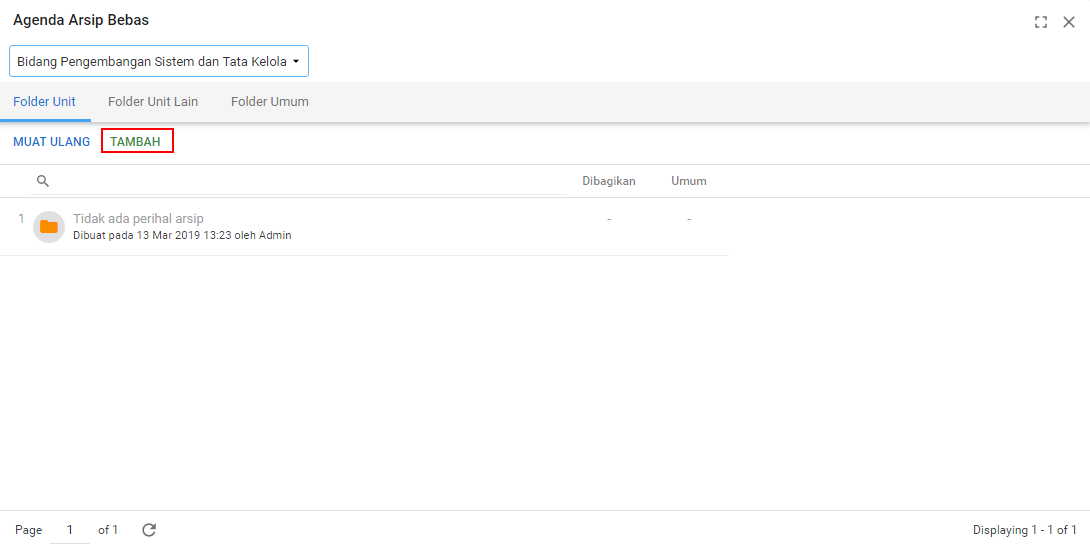 Agenda Arsip Bebas
Bidang Pengembangan Sistem dan Tata Kelola
Folder Unit Folder Unit Lain Folder Umum
MUAT ULANG TAMBAH
Dibagikan Umum
1 Tidak ada perihal arsip - -
Dibuat pada 13 Mar 2019 13:23 oleh Admin
Page 1 of 1 Displaying 1 - 1 of 1